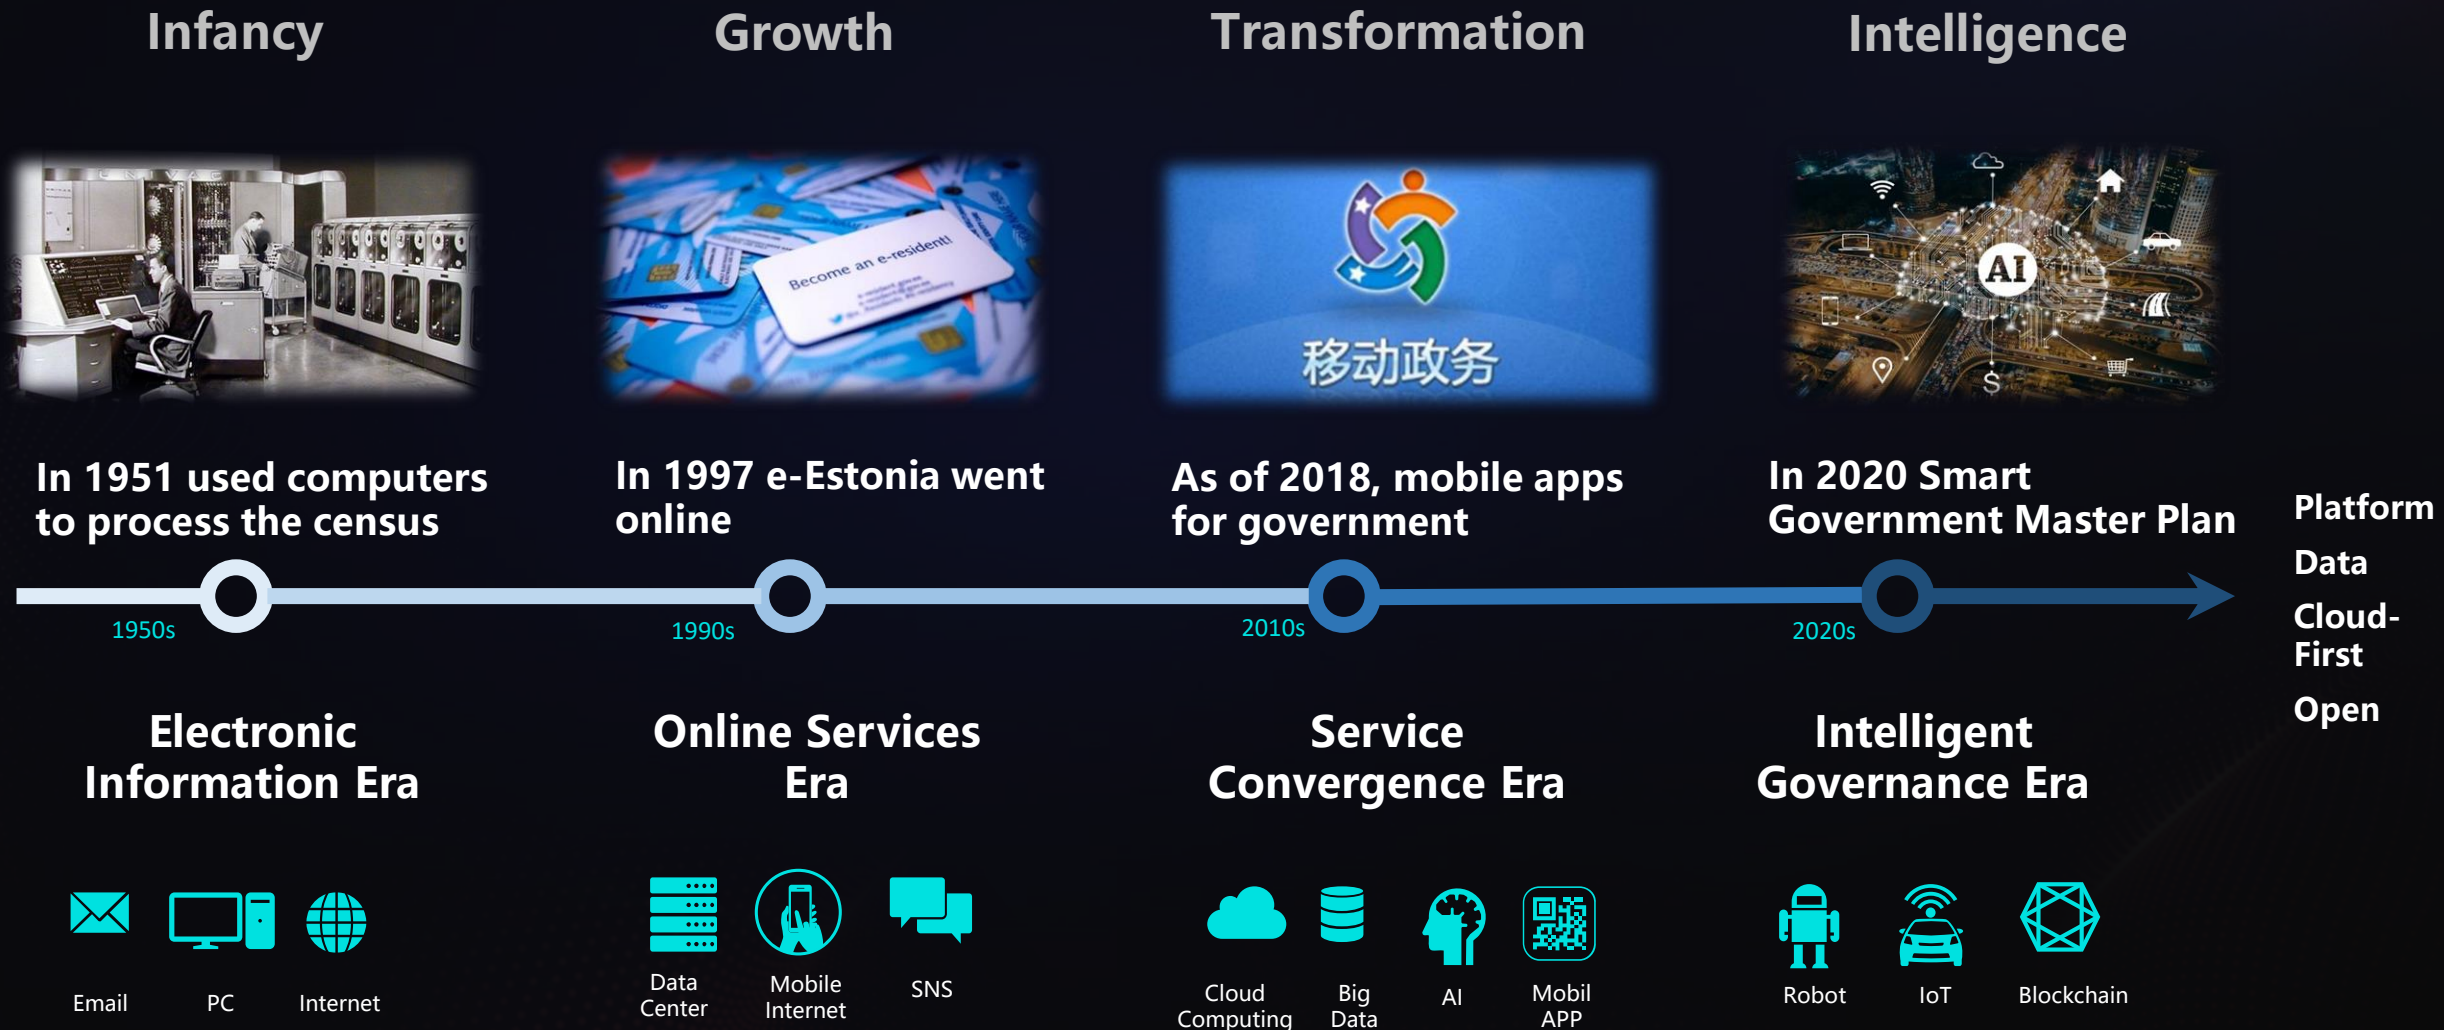 Infancy
Growth
Transformation
Intelligence
UNIVAC
Become an e-resident!
移动政务
AI
$
In 1951 used computers
to process the census
In 1997 e-Estonia went
online
As of 2018, mobile apps
for government
In 2020 Smart
Government Master Plan
Platform
Data
Cloud-
First
Open
1950s
1990s
2010s
2020s
Electronic
Information Era
Online Services
Era
Service
Convergence Era
Intelligent
Governance Era
Email
PC
Internet
Data
Center
Mobile
Internet
SNS
Cloud
Computing
Big
Data
AI
Mobil
APP
Robot
IoT
Blockchain